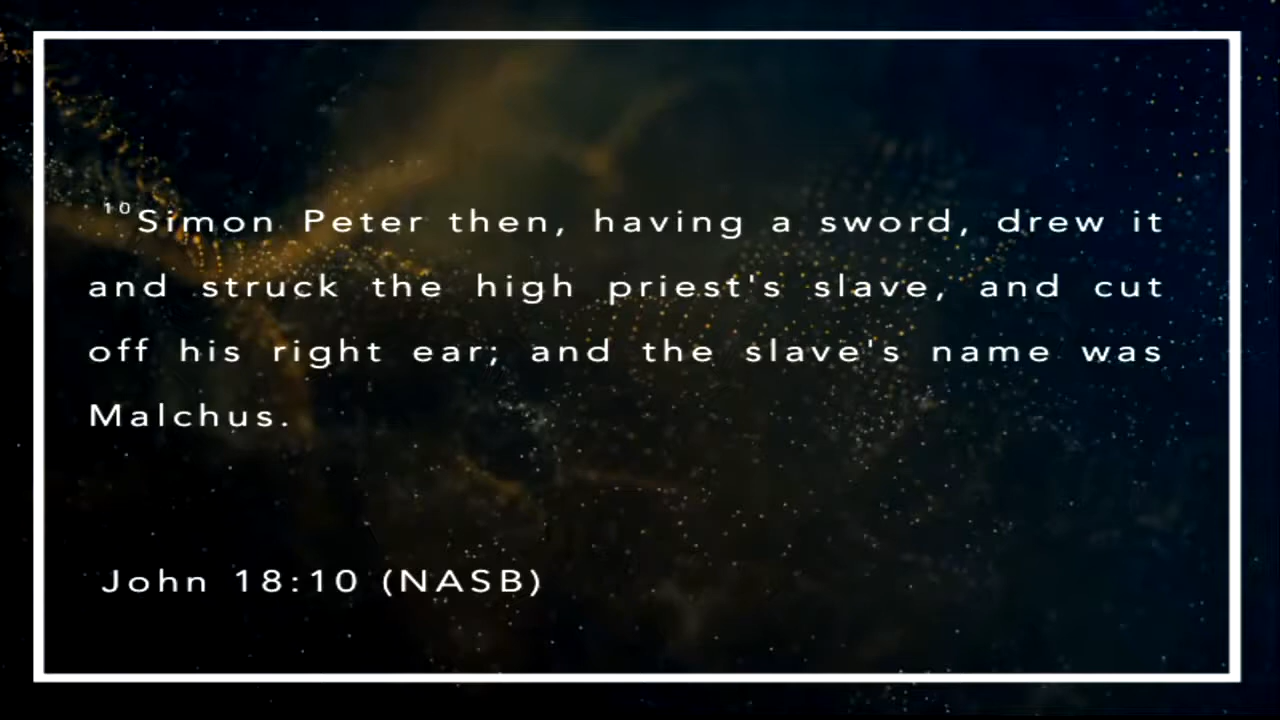 ¹⁰Simon Peter then, having a sword, drew it
and struck the high priest's slave, and cut
off his right ear; and the slave's name was
Malchus.
John 18:10 (NASB)